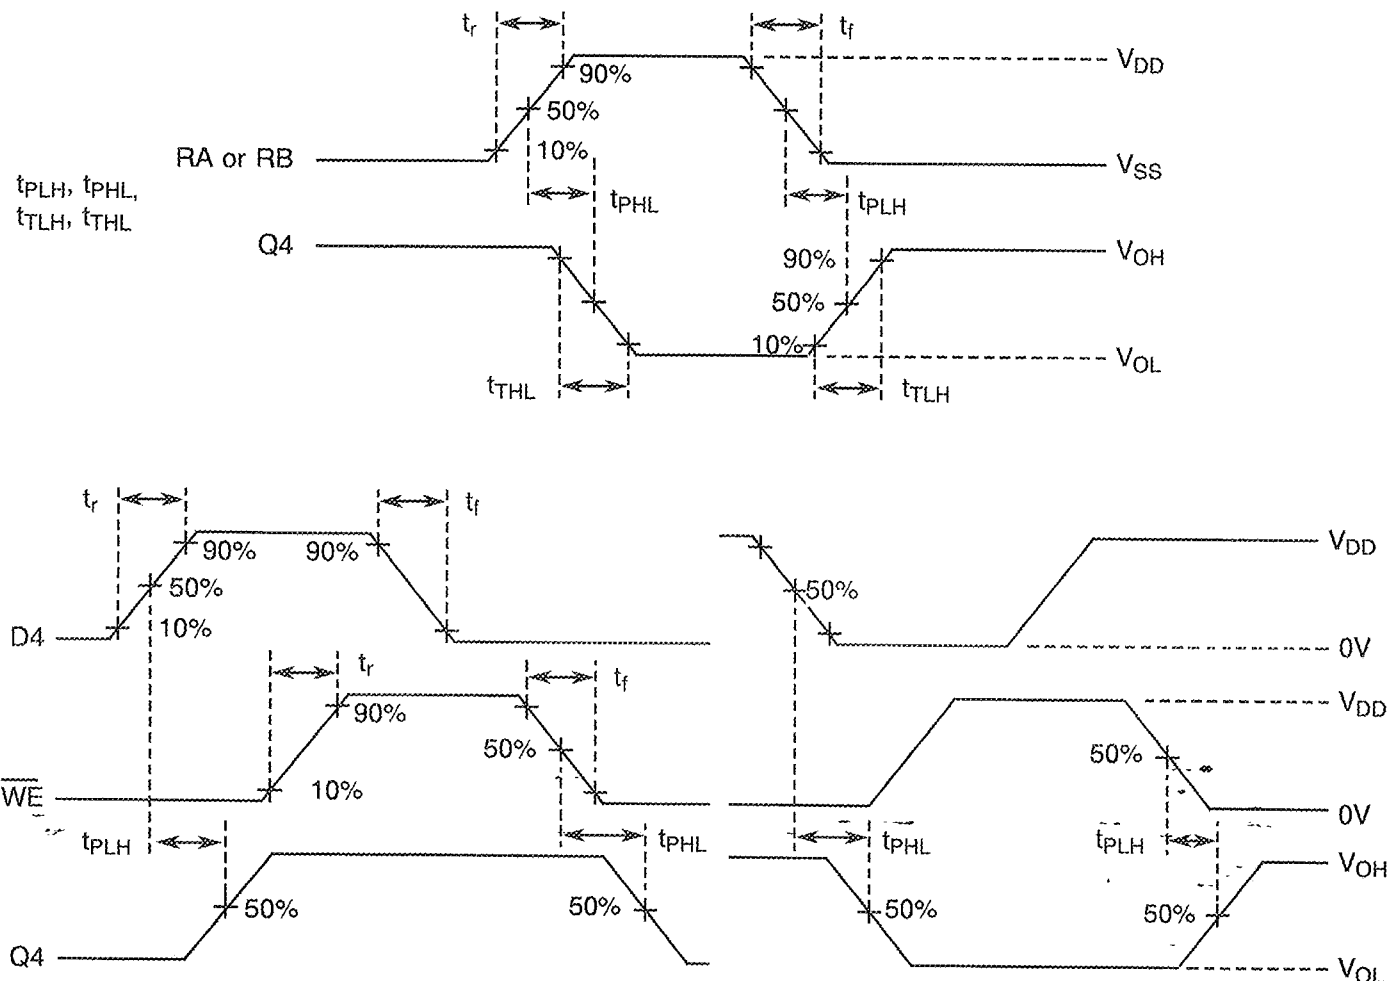 tr
tf
VDD
90%
50%
10%
RA or RB
VSS
tPLH, tPHL,
tTLH, tTHL
tPHL
tPLH
Q4
90%
VOH
50%
10%
VOL
tTHL
tTLH
tr
tf
90%
90%
VDD
50%
50%
10%
D4
0V
tr
tf
90%
VDD
50%
50%
10%
WE
0V
tPLH
tPHL
tPHL
tPLH
VOH
50%
50%
50%
50%
Q4
VOL